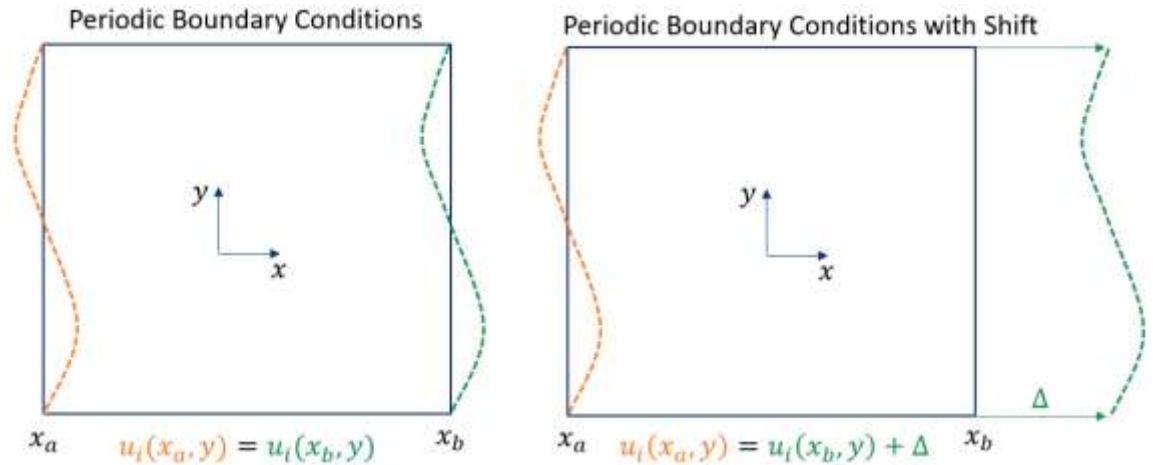 Periodic Boundary Conditions
y
x
x_a
u_i(x_a, y) = u_i(x_b, y)
x_b
Periodic Boundary Conditions with Shift
y
x
Δ
x_a
u_i(x_a, y) = u_i(x_b, y) + Δ
x_b